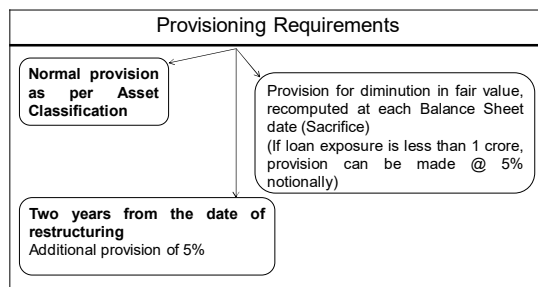 Provisioning Requirements
Normal provision
as per Asset
Classification
Provision for diminution in fair value,
recomputed at each Balance Sheet
date (Sacrifice)
(If loan exposure is less than 1 crore,
provision can be made @ 5%
notionally)
Two years from the date of
restructuring
Additional provision of 5%